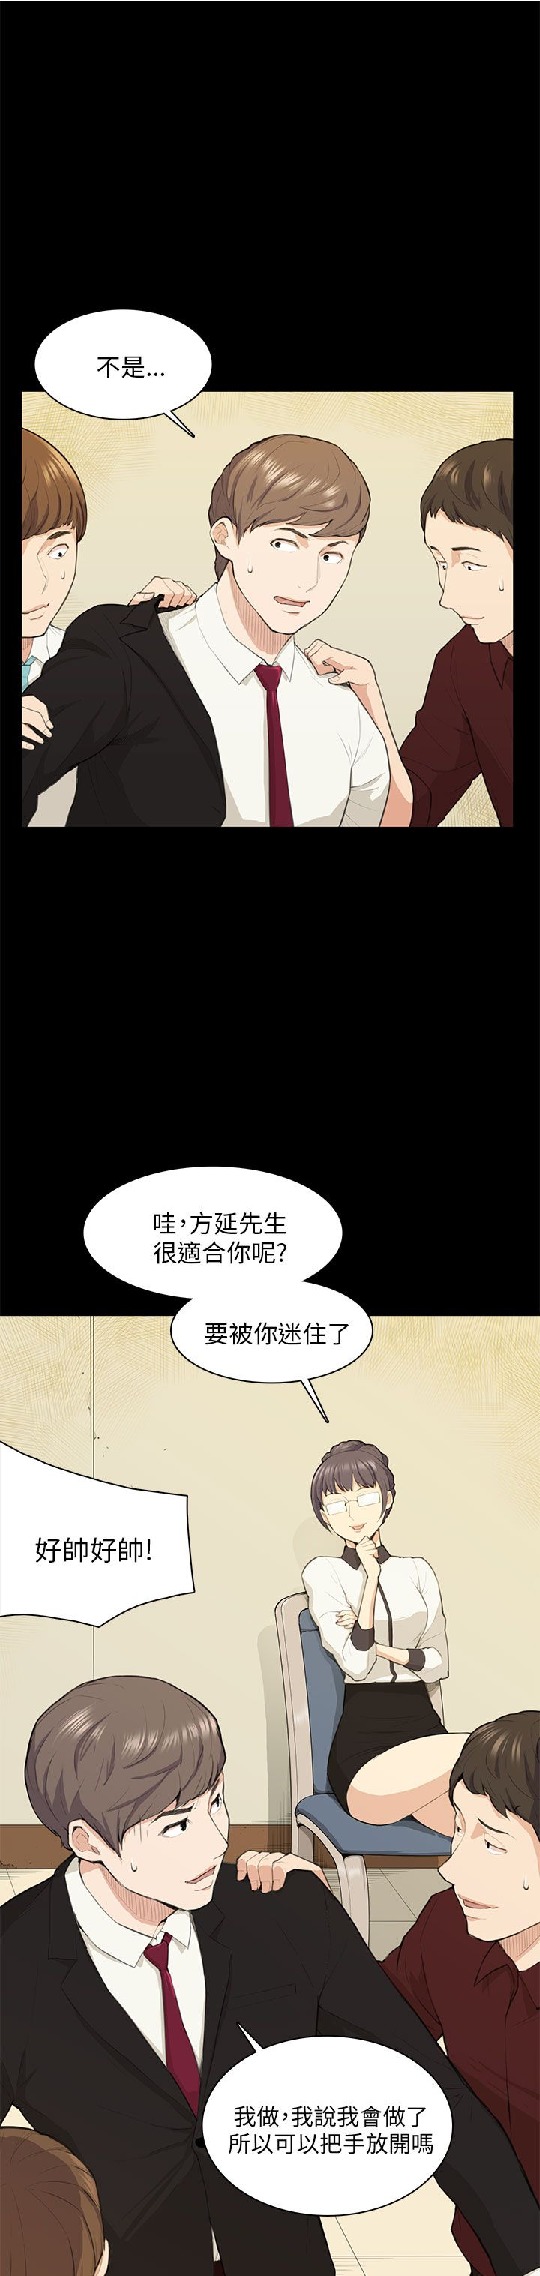 不是...
哇,方延先生
很適合你呢?
要被你迷住了
好帥好帥!
我做,我說我會做了
所以可以把手放開嗎